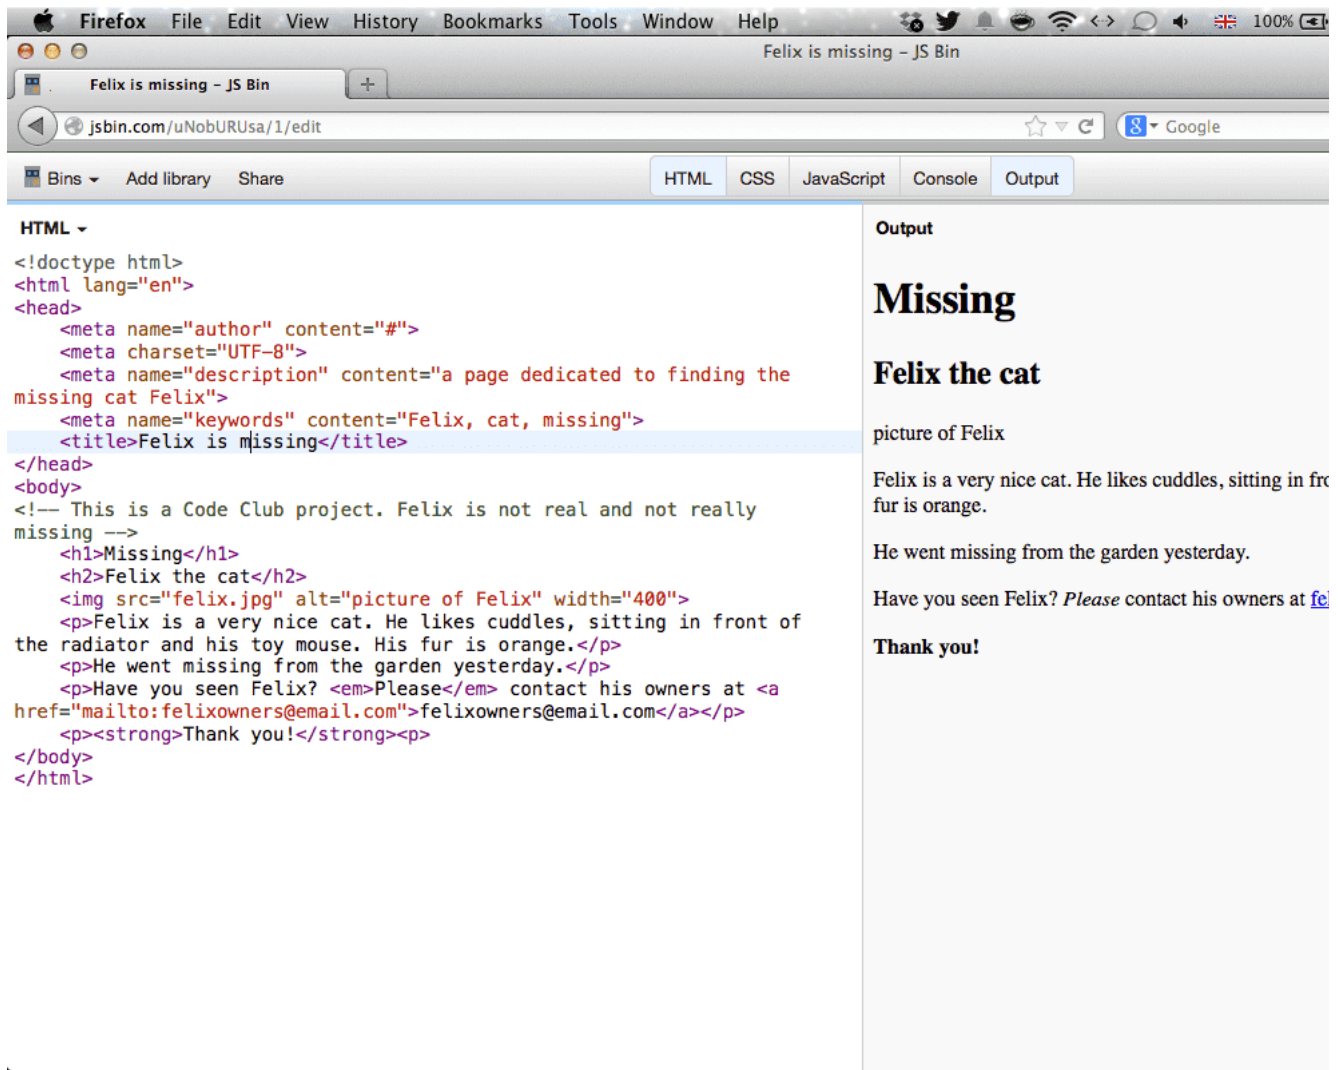 Firefox File Edit View History Bookmarks Tools Window Help 100%
Felix is missing – JS Bin
Felix is missing – JS Bin
jsbin.com/uNobURUsa/1/edit
Google
Bins Add library Share HTML CSS JavaScript Console Output
HTML
<!doctype html>
<html lang="en">
<head>
<meta name="author" content="#">
<meta charset="UTF-8">
<meta name="description" content="a page dedicated to finding the
missing cat Felix">
<meta name="keywords" content="Felix, cat, missing">
<title>Felix is missing</title>
</head>
<body>
<!-- This is a Code Club project. Felix is not real and not really
missing -->
<h1>Missing</h1>
<h2>Felix the cat</h2>
<img src="felix.jpg" alt="picture of Felix" width="400">
<p>Felix is a very nice cat. He likes cuddles, sitting in front of
the radiator and his toy mouse. His fur is orange.</p>
<p>He went missing from the garden yesterday.</p>
<p>Have you seen Felix? <em>Please</em> contact his owners at <a
href="mailto:felixowners@email.com">felixowners@email.com</a></p>
<p><strong>Thank you!</strong><p>
</body>
</html>
Output
Missing
Felix the cat
picture of Felix
Felix is a very nice cat. He likes cuddles, sitting in fro
fur is orange.
He went missing from the garden yesterday.
Have you seen Felix? Please contact his owners at fel
Thank you!